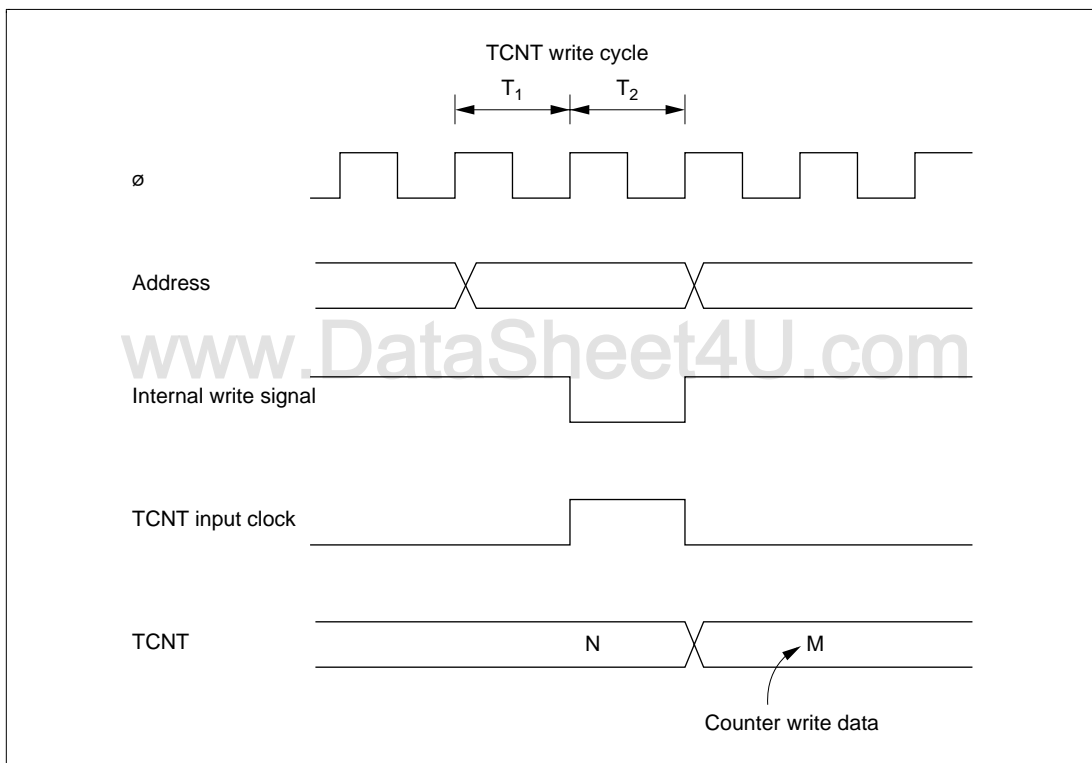 TCNT write cycle
T1 T2
ø
Address
www.DataSheet4U.com
Internal write signal
TCNT input clock
TCNT N M
Counter write data